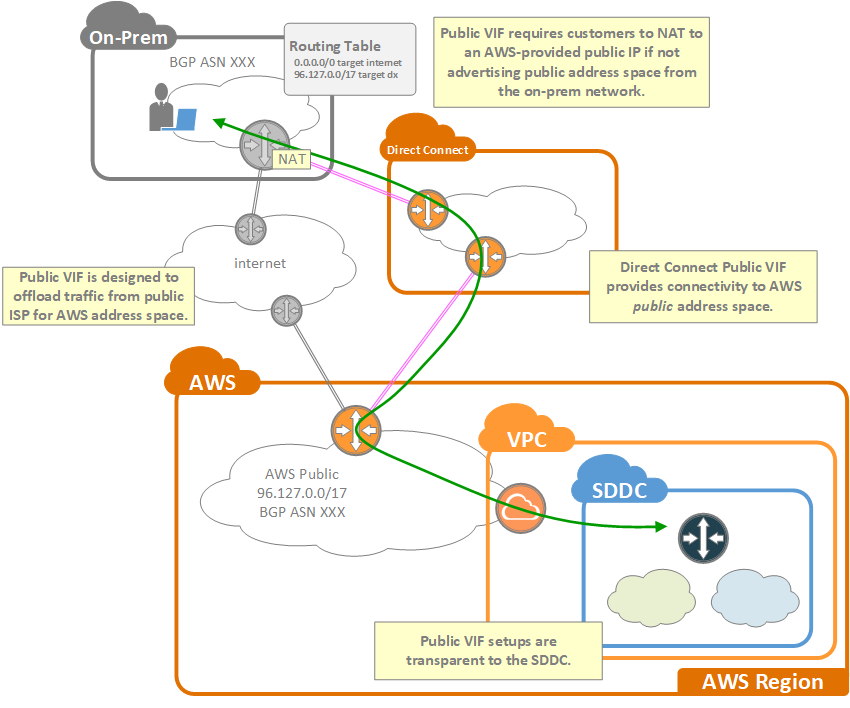 On-Prem
BGP ASN XXX
Routing Table
0.0.0.0/0 target internet
96.127.0.0/17 target dx
Public VIF requires customers to NAT to
an AWS-provided public IP if not
advertising public address space from
the on-prem network.
NAT
Direct Connect
internet
Public VIF is designed to
offload traffic from public
ISP for AWS address space.
Direct Connect Public VIF
provides connectivity to AWS
public address space.
AWS
VPC
SDDC
AWS Public
96.127.0.0/17
BGP ASN XXX
Public VIF setups are
transparent to the SDDC.
AWS Region